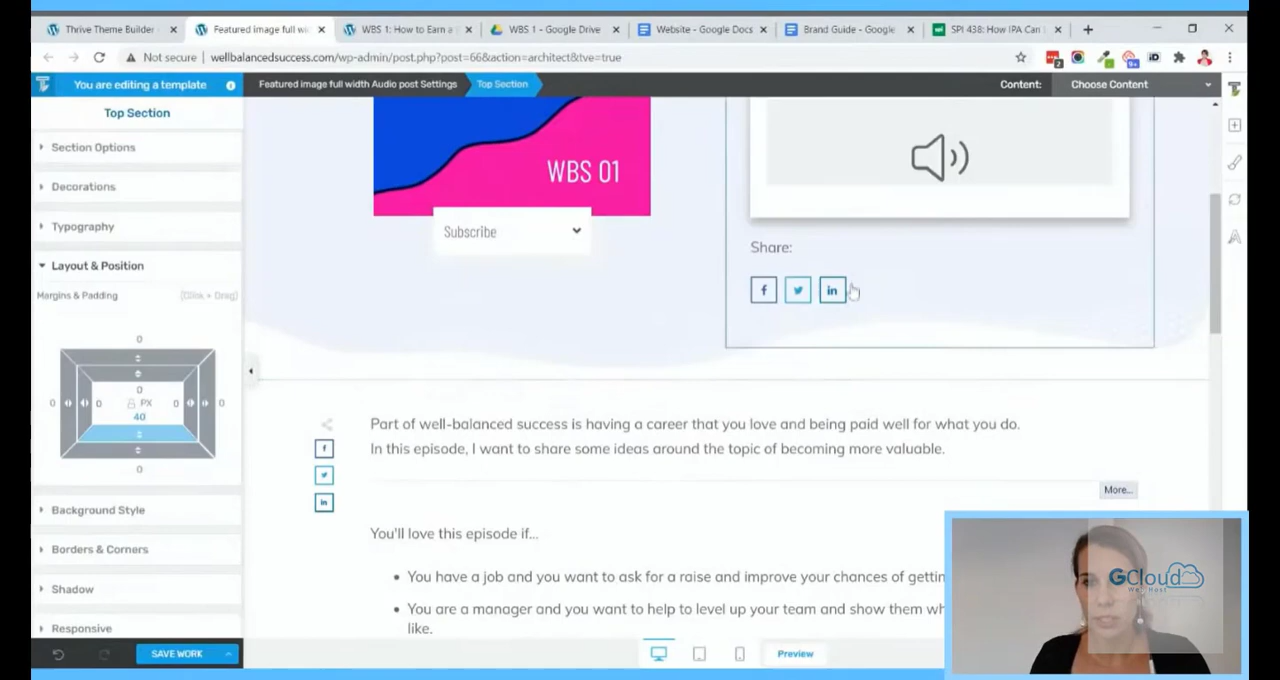 Thrive Theme Builder
Featured image full wi
WBS 1: How to Earn a
WBS 1 - Google Drive
Website - Google Docs
Brand Guide - Google
SPI 438: How IPA Can
Not secure
wellbalancedsuccess.com/wp-admin/post.php?post=66&action=architect&tve=true
You are editing a template
Featured image full width Audio post Settings
Top Section
Content:
Choose Content
Top Section
Section Options
Decorations
Typography
Layout & Position
Margins & Padding
(Click + Drag)
0
0
0
0
PX
0
0
40
0
Background Style
Borders & Corners
Shadow
Responsive
SAVE WORK
WBS 01
Subscribe
Share:
f
in
Part of well-balanced success is having a career that you love and being paid well for what you do.
In this episode, I want to share some ideas around the topic of becoming more valuable.
f
in
More...
You'll love this episode if...
• You have a job and you want to ask for a raise and improve your chances of gettin
• You are a manager and you want to help to level up your team and show them wh
like.
Preview
GCloud
Web Host